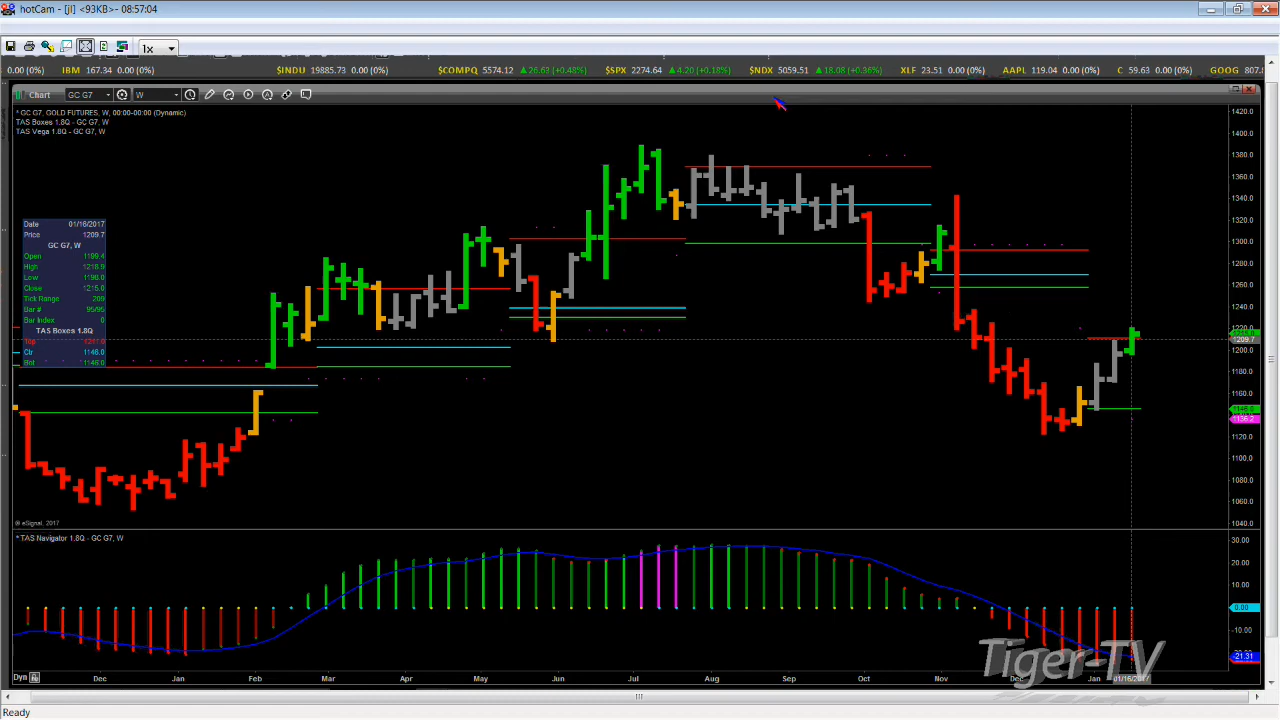 hotCam - [jl] <93KB>- 08:57:04
1x
0.00 (0%) IBM 167.34 0.00 (0%) $INDU 19885.73 0.00 (0%) $COMPQ 5574.12 ▲26.63 (+0.48%) $SPX 2274.64 ▲4.20 (+0.18%) $NDX 5059.51 ▲18.08 (+0.36%) XLF 23.51 0.00 (0%) AAPL 119.04 0.00 (0%) C 59.63 0.00 (0%) GOOG 807.8
Chart GC G7 W
* GC G7, GOLD FUTURES, W, 00:00-00:00 (Dynamic)
TAS Boxes 1.8Q - GC G7, W
TAS Vega 1.8Q - GC G7, W
1420.0
1400.0
1380.0
1360.0
1340.0
1320.0
1300.0
1280.0
1260.0
1240.0
1220.0
1209.7
1200.0
1180.0
1160.0
1146.0
1136.2
1120.0
1100.0
1080.0
1060.0
1040.0
Date 01/16/2017
Price 1209.7
GC G7, W
Open 1199.4
High 1218.9
Low 1198.0
Close 1215.0
Tick Range 209
Bar # 95/95
Bar Index 0
TAS Boxes 1.8Q
Top
Ctr 1146.0
Bot 1146.0
© eSignal, 2017
* TAS Navigator 1.8Q - GC G7, W
30.00
20.00
10.00
0.00
-10.00
-21.31
Tiger-TV
Dyn Dec Jan Feb Mar Apr May Jun Jul Aug Sep Oct Nov Dec Jan 01/16/2017
Ready